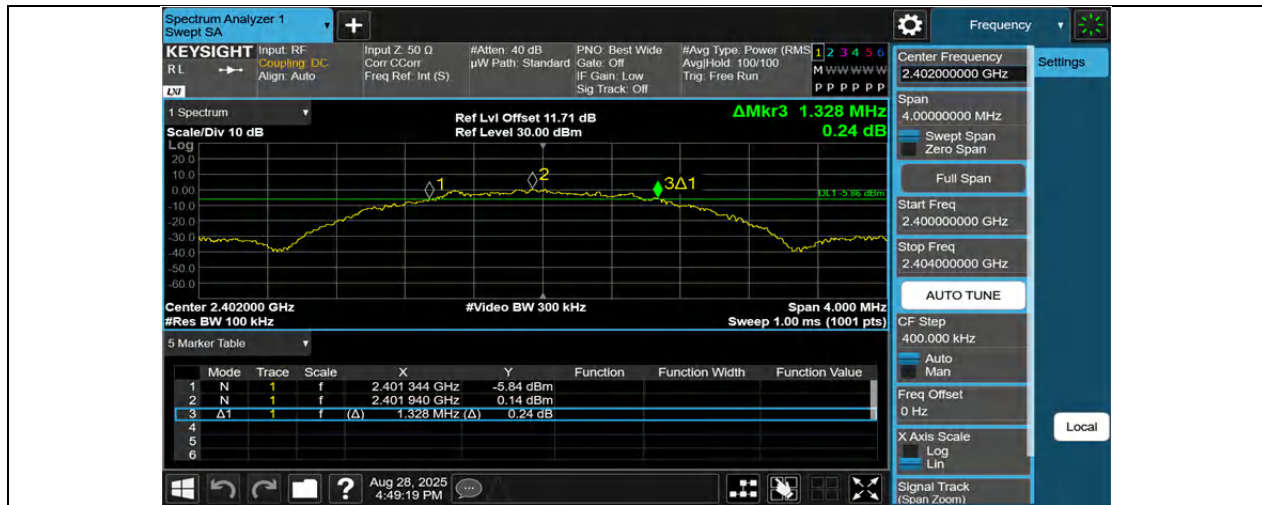 Spectrum Analyzer 1
Swept SA
+
Frequency
KEYSIGHT
RL
LXI
Input: RF
Coupling: DC
Align: Auto
Input Z: 50 Ω
Corr CCorr
Freq Ref: Int (S)
#Atten: 40 dB
µW Path: Standard
PNO: Best Wide
Gate: Off
IF Gain: Low
Sig Track: Off
#Avg Type: Power (RMS
Avg|Hold: 100/100
Trig: Free Run
1 2 3 4 5 6
M W W W W W
P P P P P P
1 Spectrum
Scale/Div 10 dB
Ref Lvl Offset 11.71 dB
Ref Level 30.00 dBm
ΔMkr3 1.328 MHz
0.24 dB
Log
20.0
10.0
0.00
-10.0
-20.0
-30.0
-40.0
-50.0
-60.0
1
2
3Δ1
DL1 -5.86 dBm
Center 2.402000 GHz
#Video BW 300 kHz
Span 4.000 MHz
#Res BW 100 kHz
Sweep 1.00 ms (1001 pts)
5 Marker Table
Mode Trace Scale X Y Function Function Width Function Value
1 N 1 f 2.401 344 GHz -5.84 dBm
2 N 1 f 2.401 940 GHz 0.14 dBm
3 Δ1 1 f (Δ) 1.328 MHz (Δ) 0.24 dB
4
5
6
?
Aug 28, 2025
4:49:19 PM
Center Frequency
2.402000000 GHz
Settings
Span
4.00000000 MHz
Swept Span
Zero Span
Full Span
Start Freq
2.400000000 GHz
Stop Freq
2.404000000 GHz
AUTO TUNE
CF Step
400.000 kHz
Auto
Man
Freq Offset
0 Hz
X Axis Scale
Log
Lin
Local
Signal Track
(Span Zoom)